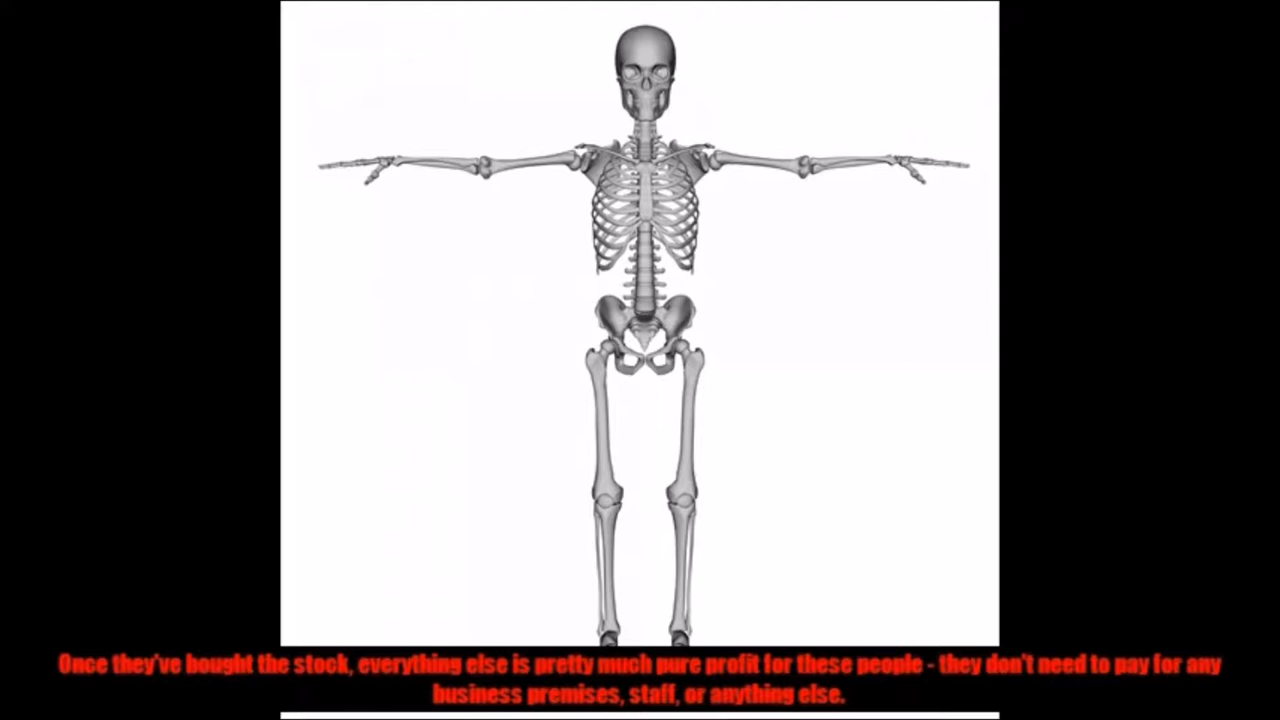 Once they've bought the stock, everything else is pretty much pure profit for these people - they don't need to pay for any
business premises, staff, or anything else.